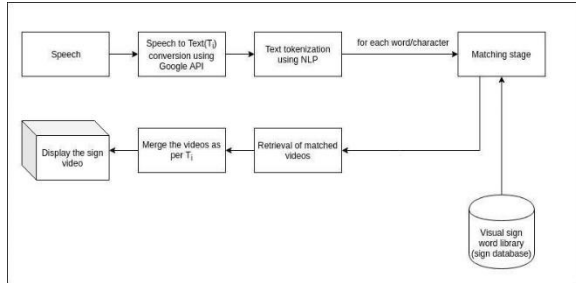 Speech
Speech to Text(Ti)
conversion using
Google API
Text tokenization
using NLP
for each word/character
Matching stage
Display the sign
video
Merge the videos as
per Ti
Retrieval of matched
videos
Visual sign
word library
(sign database)